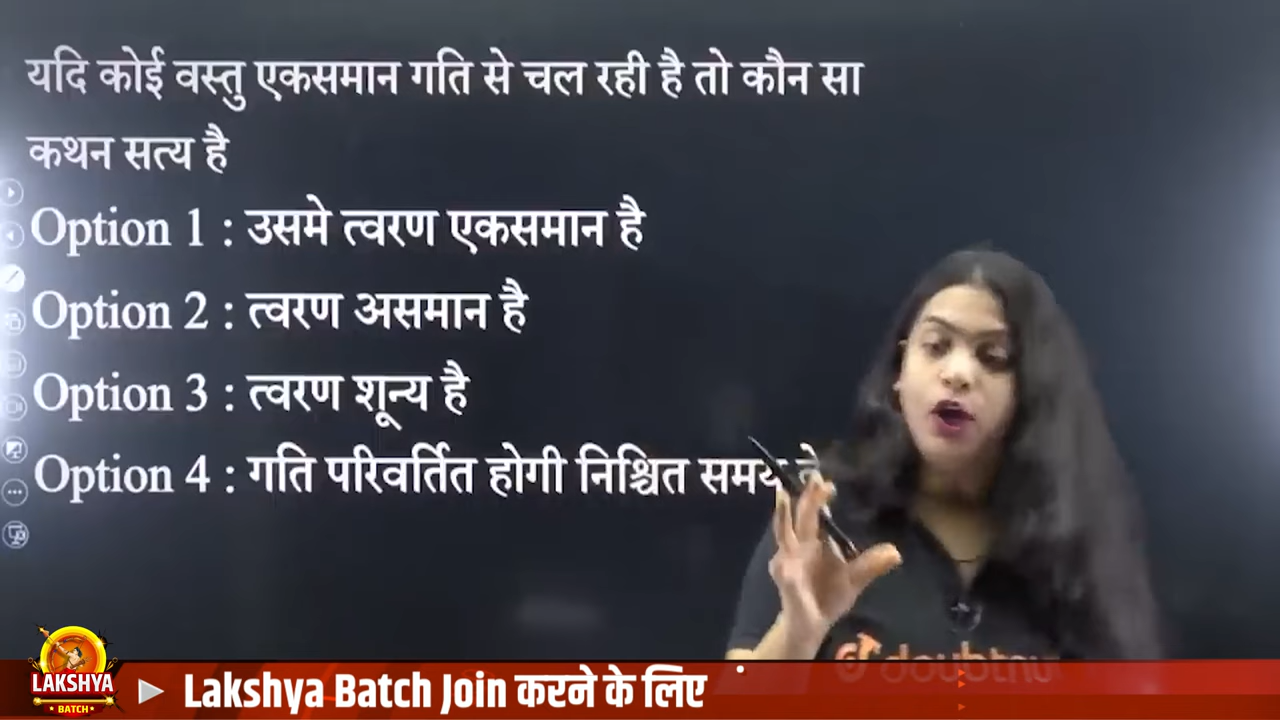 यदि कोई वस्तु एकसमान गति से चल रही है तो कौन सा
कथन सत्य है
Option 1 : उसमे त्वरण एकसमान है
Option 2 : त्वरण असमान है
Option 3 : त्वरण शून्य है
Option 4 : गति परिवर्तित होगी निश्चित समय
doubtnut
LAKSHYA
BATCH
Lakshya Batch Join करने के लिए